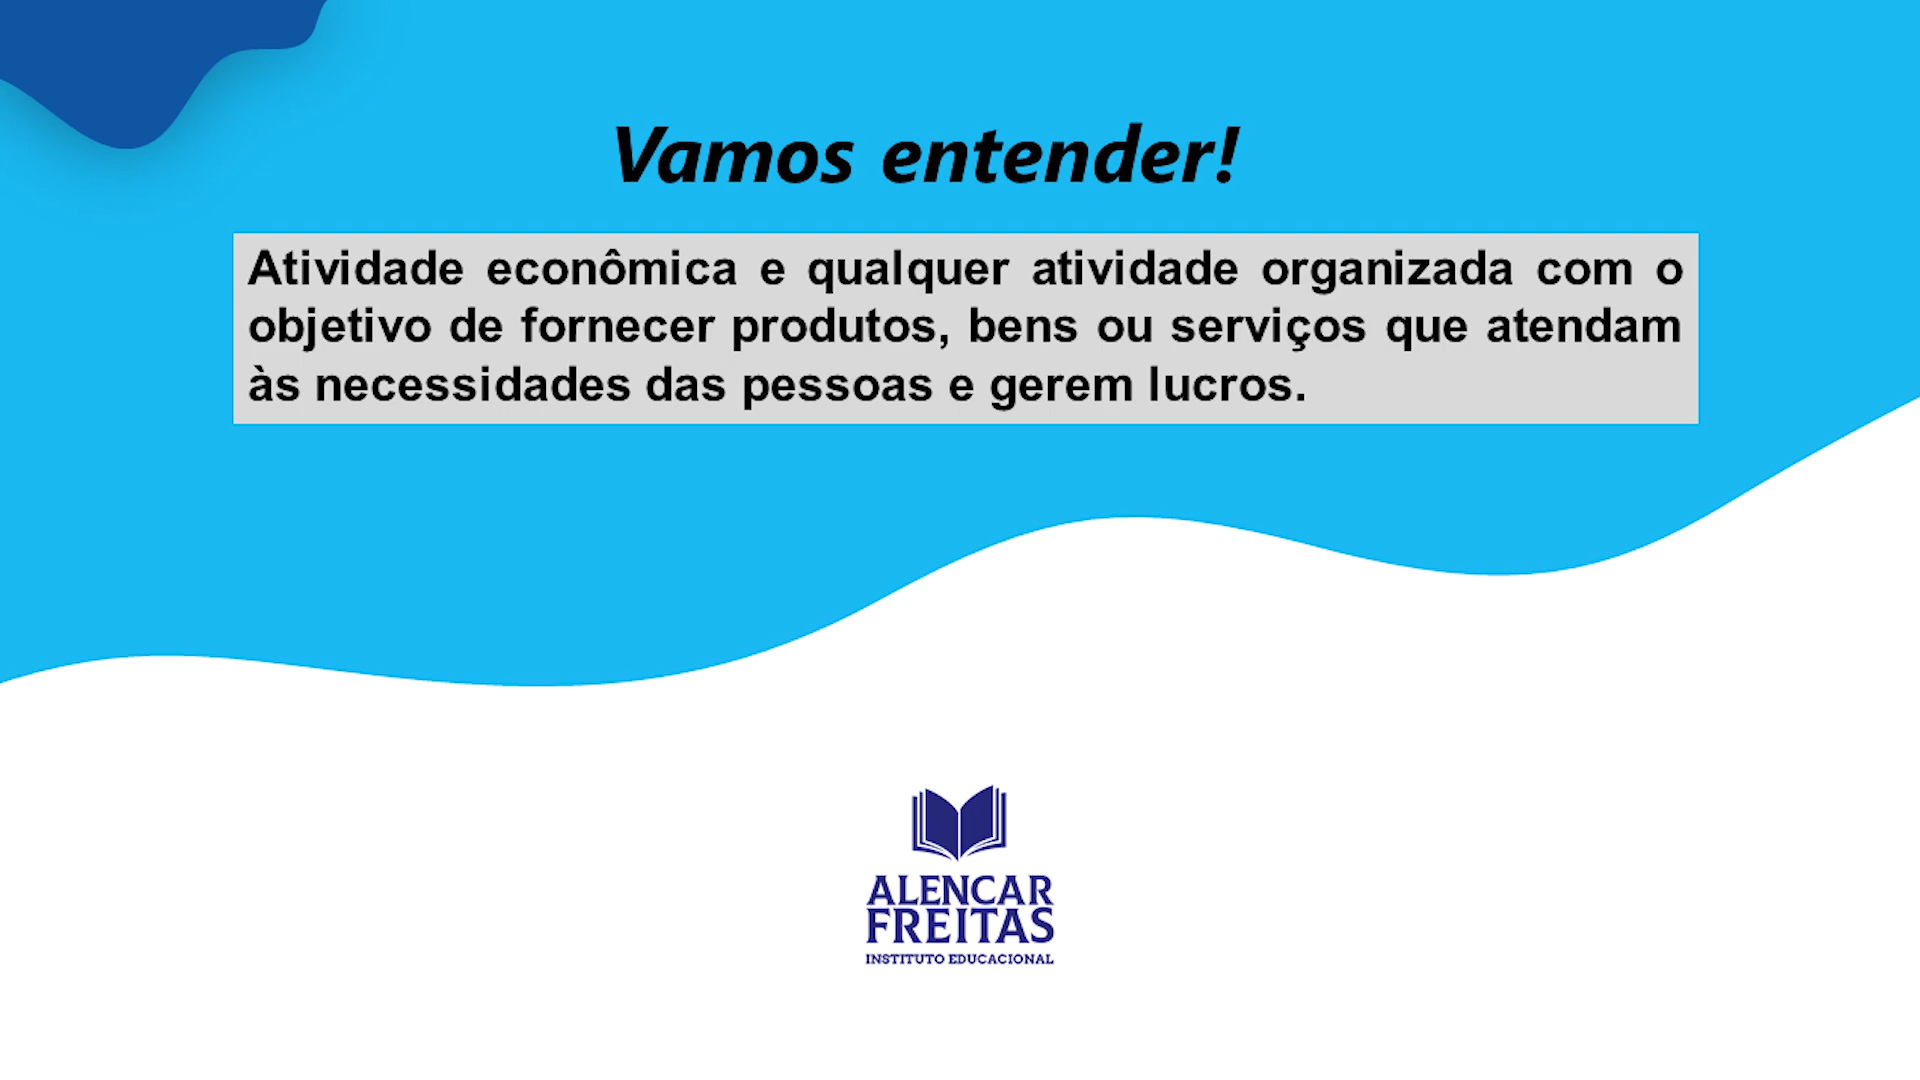 Vamos entender!
Atividade econômica e qualquer atividade organizada com o
objetivo de fornecer produtos, bens ou serviços que atendam
às necessidades das pessoas e gerem lucros.
ALENCAR
FREITAS
INSTITUTO EDUCACIONAL